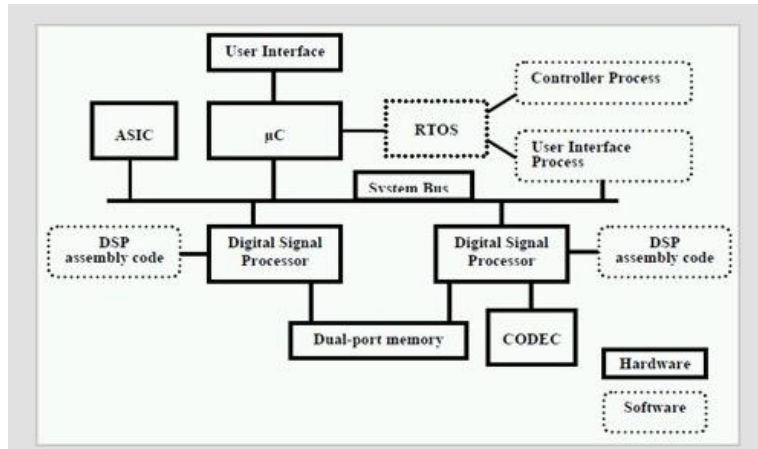 User Interface
ASIC
μC
RTOS
Controller Process
User Interface
Process
System Bus
DSP
assembly code
Digital Signal
Processor
Digital Signal
Processor
DSP
assembly code
Dual-port memory
CODEC
Hardware
Software